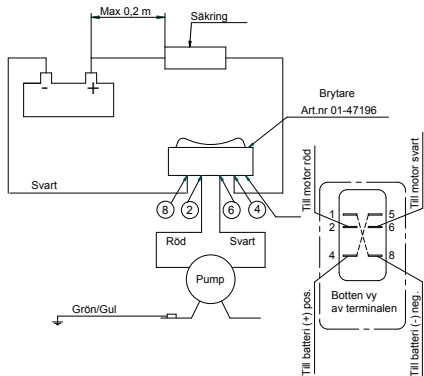 Max 0,2 m
Säkring
-
+
Brytare
Art.nr 01-47196
Svart
8
2
6
4
Röd
Svart
Pump
Grön/Gul
Till motor röd
Till motor svart
1
5
2
6
4
8
Botten vy
av terminalen
Till batteri (+) pos.
Till batteri (-) neg.